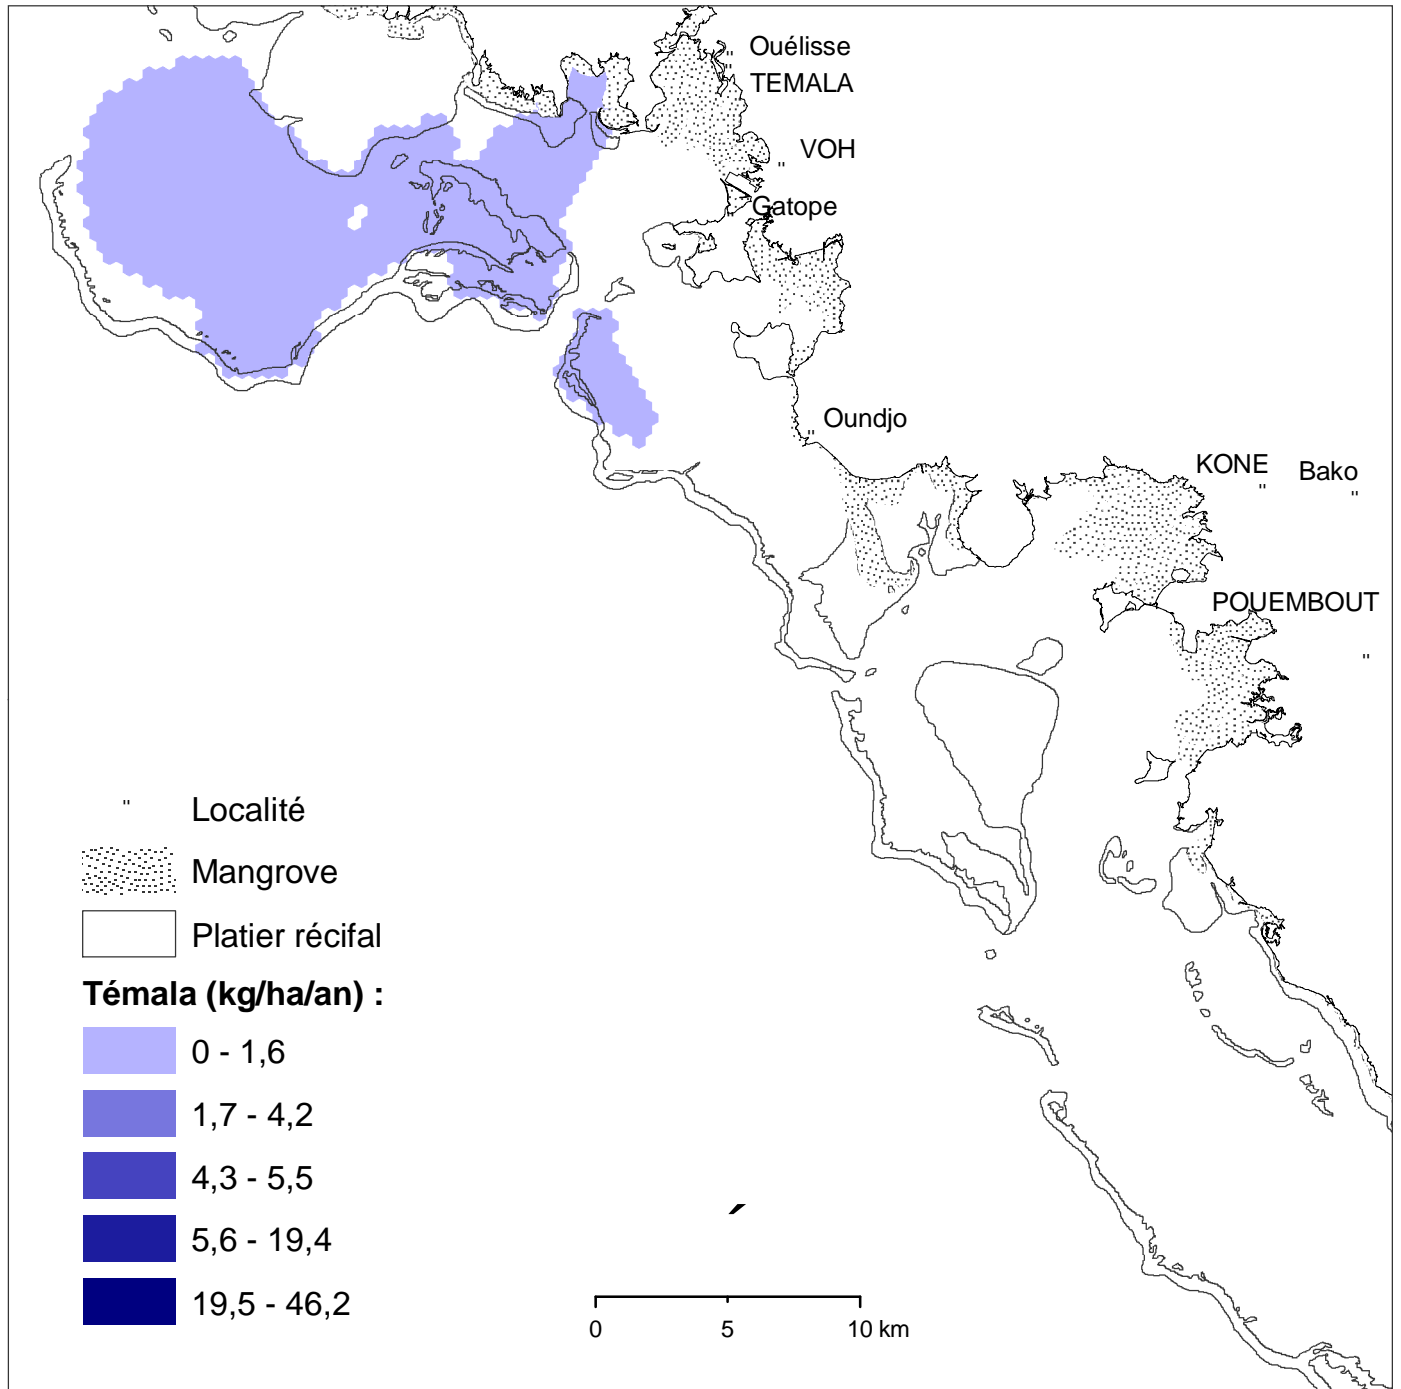 Ouélisse
TEMALA
VOH
Gatope
Oundjo
KONE
Bako
POUEMBOUT
" Localité
Mangrove
Platier récifal
Témala (kg/ha/an) :
0 - 1,6
1,7 - 4,2
4,3 - 5,5
5,6 - 19,4
19,5 - 46,2
0 5 10 km